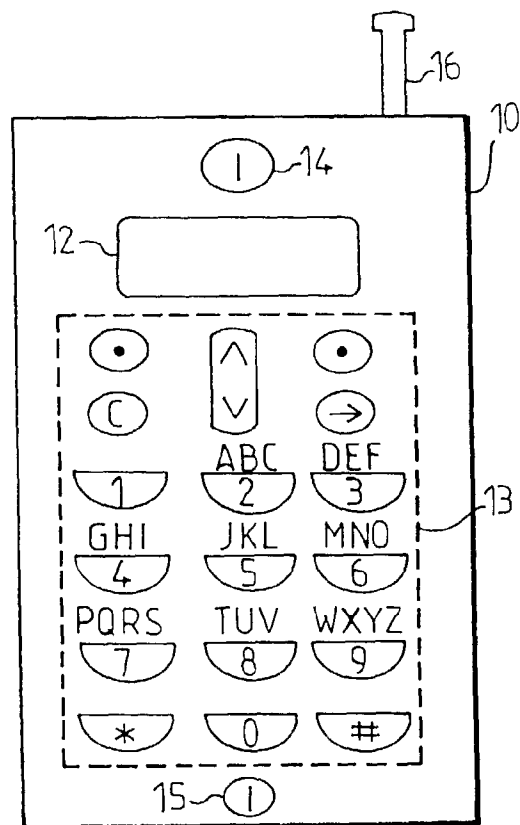 16
10
14
12
C
ABC DEF
1 2 3
13
GHI JKL MNO
4 5 6
PQRS TUV WXYZ
7 8 9
* 0 #
15